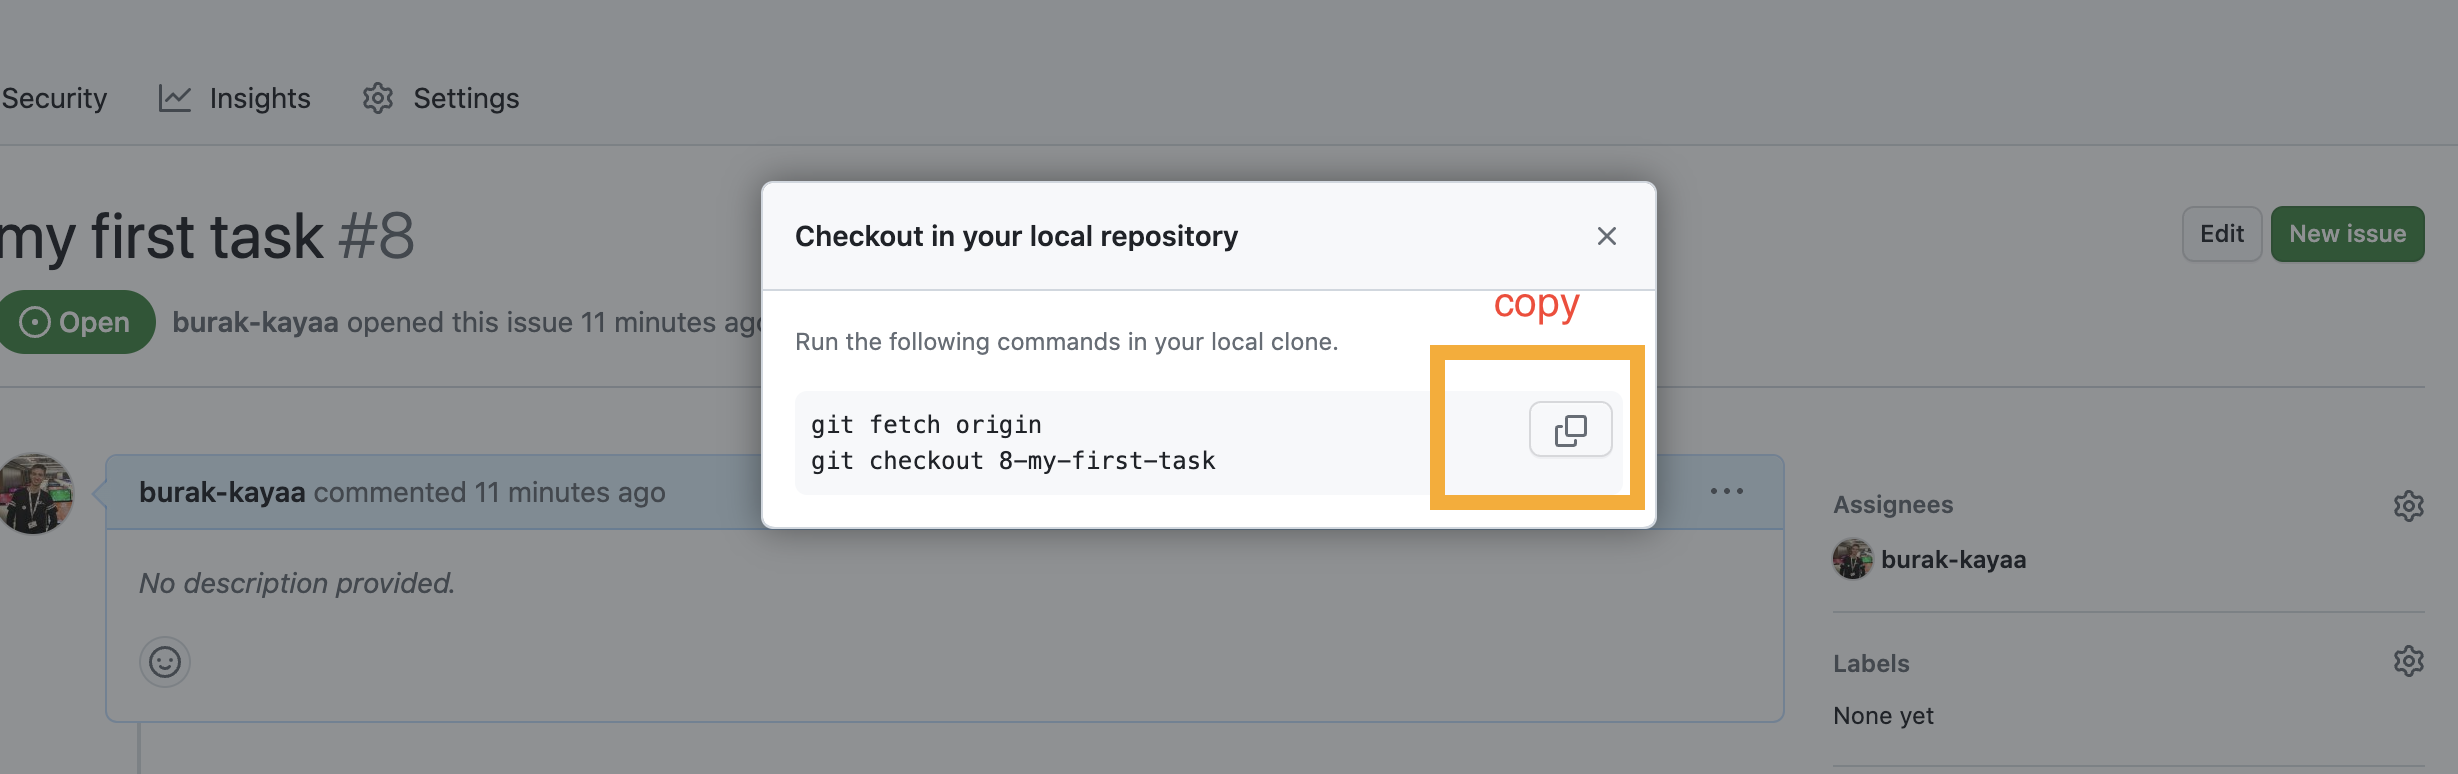 Security Insights Settings
my first task #8
Edit New issue
Open burak-kayaa opened this issue 11 minutes ago
Checkout in your local repository
copy
Run the following commands in your local clone.
git fetch origin
git checkout 8-my-first-task
burak-kayaa commented 11 minutes ago
No description provided.
Assignees
burak-kayaa
Labels
None yet